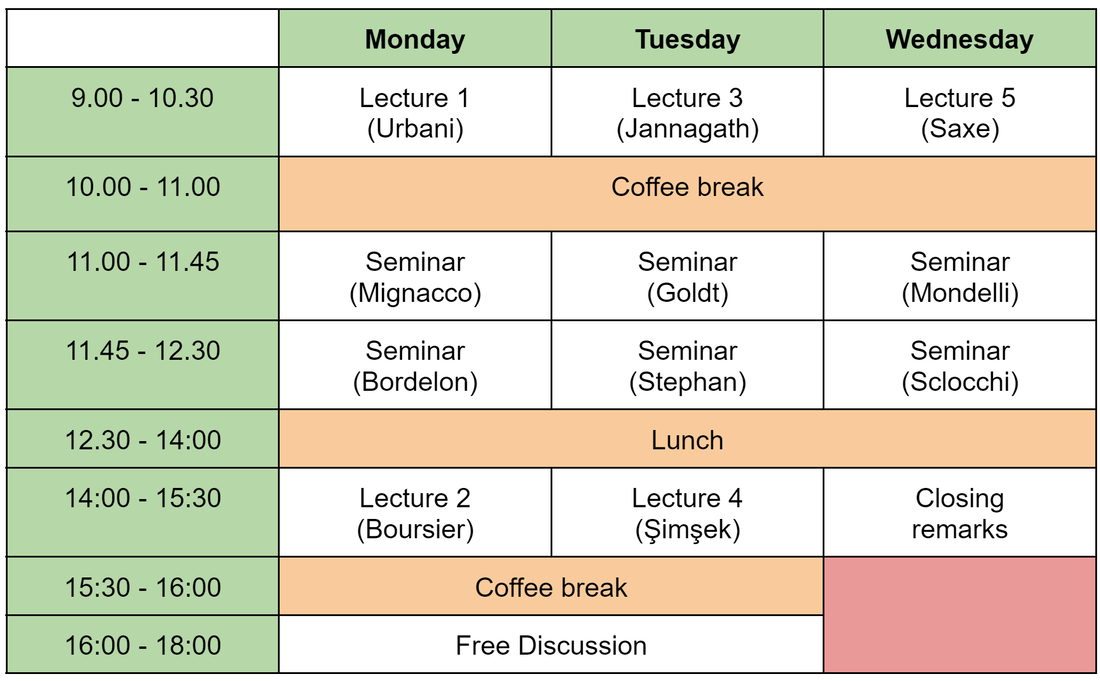 Monday Tuesday Wednesday
9.00 - 10.30 Lecture 1 Lecture 3 Lecture 5
(Urbani) (Jannagath) (Saxe)
10.00 - 11.00 Coffee break
11.00 - 11.45 Seminar Seminar Seminar
(Mignacco) (Goldt) (Mondelli)
11.45 - 12.30 Seminar Seminar Seminar
(Bordelon) (Stephan) (Sclocchi)
12.30 - 14:00 Lunch
14:00 - 15:30 Lecture 2 Lecture 4 Closing
(Boursier) (Şimşek) remarks
15:30 - 16:00 Coffee break
16:00 - 18:00 Free Discussion